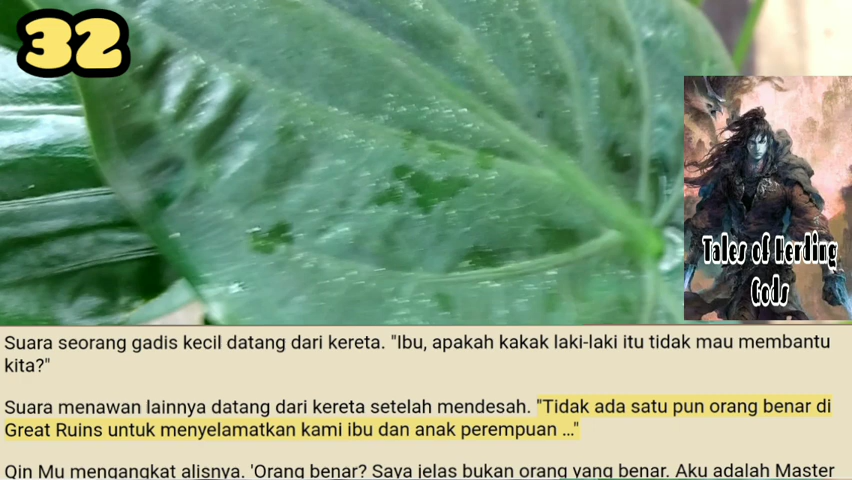 32
Tales of Herding
Gods
Suara seorang gadis kecil datang dari kereta. "Ibu, apakah kakak laki-laki itu tidak mau membantu
kita?"
Suara menawan lainnya datang dari kereta setelah mendesah. "Tidak ada satu pun orang benar di
Great Ruins untuk menyelamatkan kami ibu dan anak perempuan ..."
Qin Mu mengangkat alisnya. 'Orang benar? Saya jelas bukan orang yang benar. Aku adalah Master